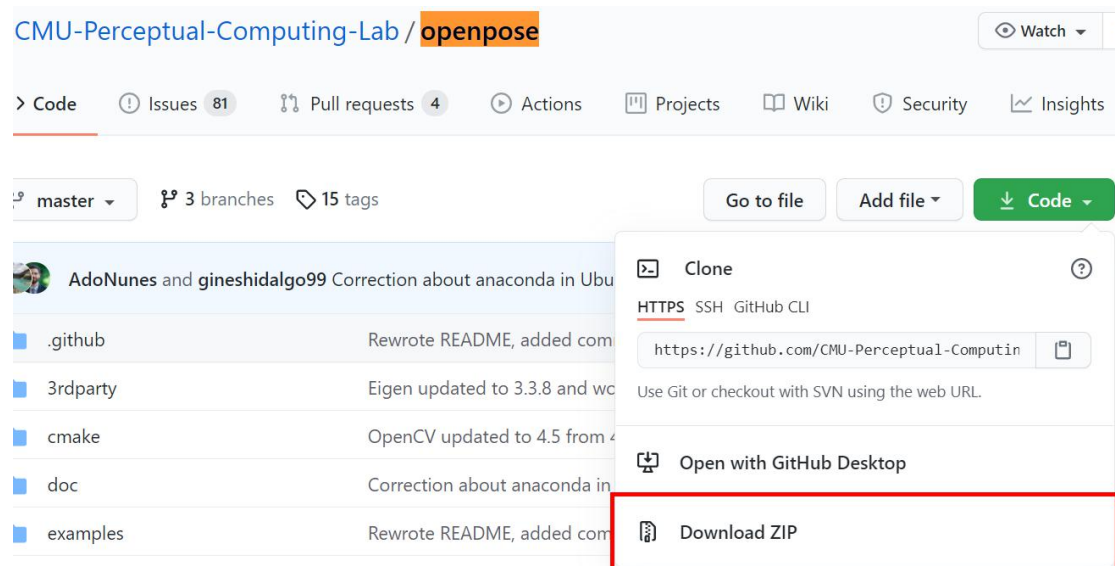 CMU-Perceptual-Computing-Lab / openpose
Watch
Code Issues 81 Pull requests 4 Actions Projects Wiki Security Insights
master 3 branches 15 tags Go to file Add file Code
AdoNunes and gineshidalgo99 Correction about anaconda in Ubu
Clone
HTTPS SSH GitHub CLI
.github Rewrote README, added com
https://github.com/CMU-Perceptual-Computin
3rdparty Eigen updated to 3.3.8 and wo
Use Git or checkout with SVN using the web URL.
cmake OpenCV updated to 4.5 from 4
Open with GitHub Desktop
doc Correction about anaconda in
examples Rewrote README, added com
Download ZIP